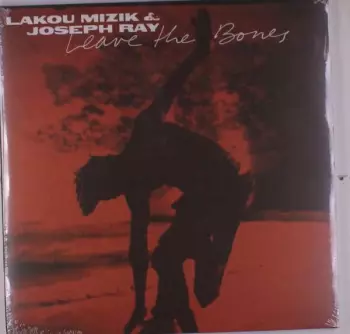 LAKOU MIZIK &
JOSEPH RAY
Leave the Bones